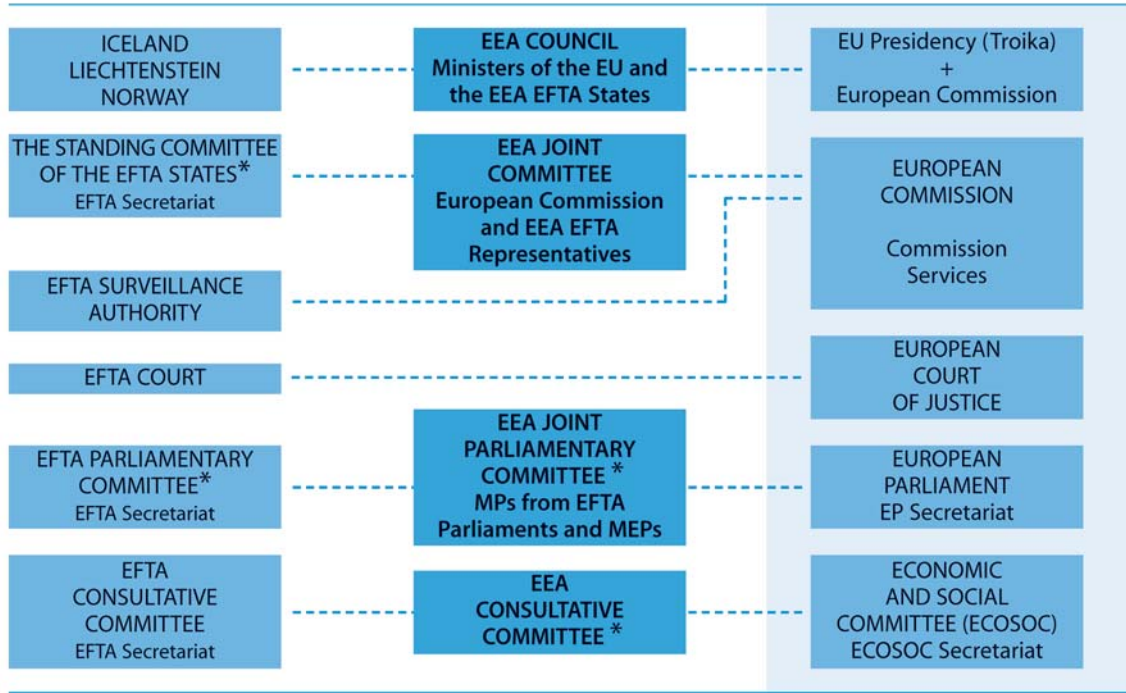 ICELAND
LIECHTENSTEIN
NORWAY
EEA COUNCIL
Ministers of the EU and
the EEA EFTA States
EU Presidency (Troika)
+
European Commission
THE STANDING COMMITTEE
OF THE EFTA STATES*
EFTA Secretariat
EEA JOINT
COMMITTEE
European Commission
and EEA EFTA
Representatives
EUROPEAN
COMMISSION
Commission
Services
EFTA SURVEILLANCE
AUTHORITY
EFTA COURT
EUROPEAN
COURT
OF JUSTICE
EFTA PARLIAMENTARY
COMMITTEE*
EFTA Secretariat
EEA JOINT
PARLIAMENTARY
COMMITTEE *
MPs from EFTA
Parliaments and MEPs
EUROPEAN
PARLIAMENT
EP Secretariat
EFTA
CONSULTATIVE
COMMITTEE
EFTA Secretariat
EEA
CONSULTATIVE
COMMITTEE *
ECONOMIC
AND SOCIAL
COMMITTEE (ECOSOC)
ECOSOC Secretariat